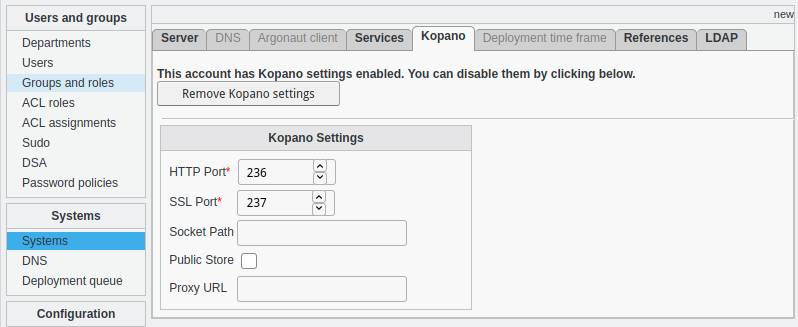 Users and groups
Departments
Users
Groups and roles
ACL roles
ACL assignments
Sudo
DSA
Password policies
Systems
Systems
DNS
Deployment queue
Configuration
new
Server DNS Argonaut client Services Kopano Deployment time frame References LDAP
This account has Kopano settings enabled. You can disable them by clicking below.
Remove Kopano settings
Kopano Settings
HTTP Port* 236
SSL Port* 237
Socket Path
Public Store
Proxy URL